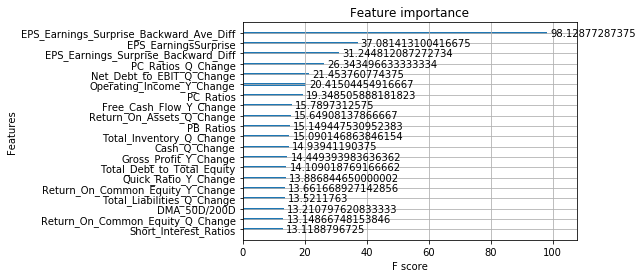 Feature importance
EPS_Earnings_Surprise_Backward_Ave_Diff 98.12877287375
EPS_EarningsSurprise 37.081413100416675
EPS_Earnings_Surprise_Backward_Diff 31.244812087272734
PC_Ratios_Q_Change 26.343496633333334
Net_Debt_to_EBIT_Q_Change 21.453760774375
Operating_Income_Y_Change 20.41504454916667
PC_Ratios 19.348505888181823
Free_Cash_Flow_Y_Change 15.7897312575
Return_On_Assets_Q_Change 15.64908137866667
PB_Ratios 15.149447530952383
Total_Inventory_Q_Change 15.090146863846154
Cash_Q_Change 14.93941190375
Gross_Profit_Y_Change 14.449393983636362
Total_Debt_to_Total_Equity 14.109018769166662
Quick_Ratio_Y_Change 13.886844650000002
Return_On_Common_Equity_Y_Change 13.661668927142856
Total_Liabilities_Q_Change 13.5211763
DMA_50D/200D 13.210797620833333
Return_On_Common_Equity_Q_Change 13.14866748153846
Short_Interest_Ratios 13.1188796725
Features
0 20 40 60 80 100
F score